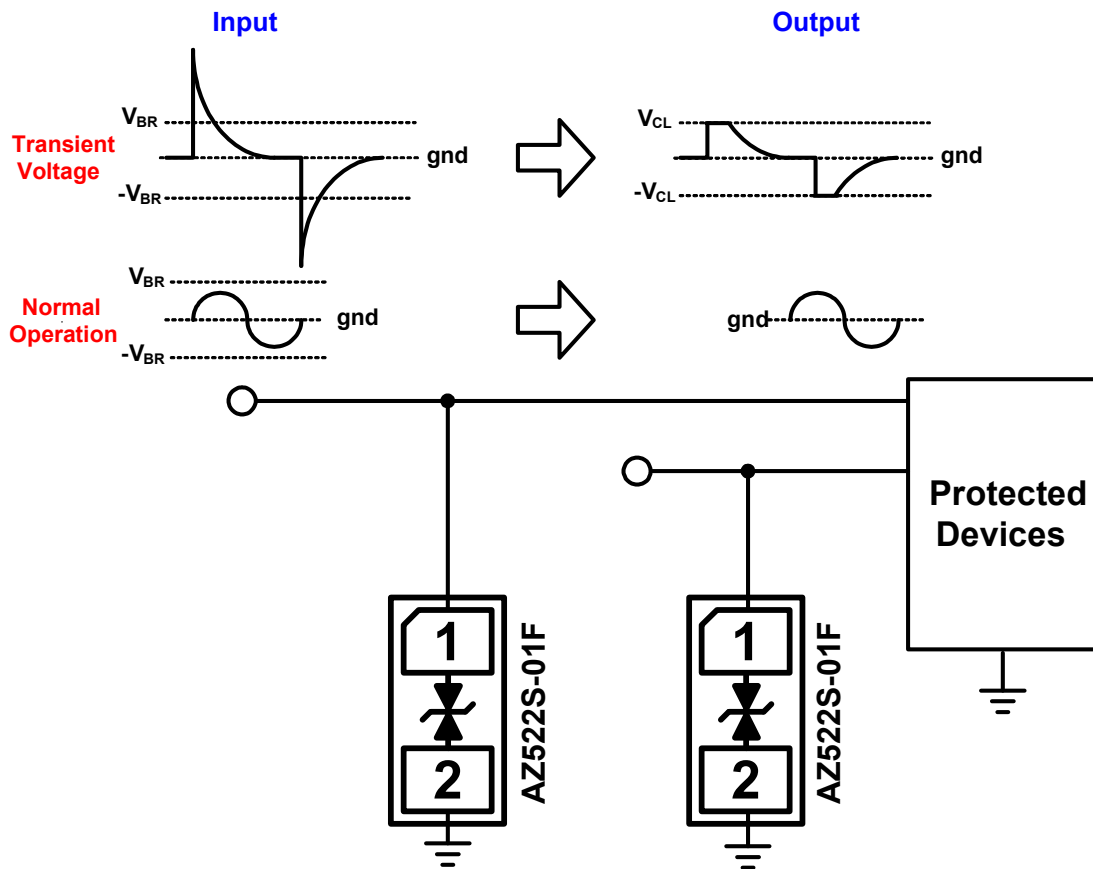 Input
Output
V_BR
Transient
Voltage
gnd
-V_BR
V_CL
gnd
-V_CL
V_BR
Normal
Operation
gnd
-V_BR
gnd
Protected
Devices
1
2
AZ522S-01F
1
2
AZ522S-01F